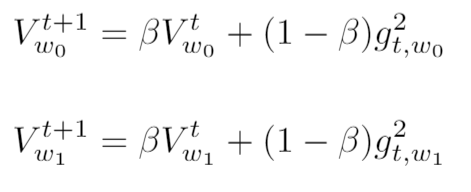 $V_{w_0}^{t+1} = \beta V_{w_0}^{t} + (1 - \beta) g_{t,w_0}^{2}$
$V_{w_1}^{t+1} = \beta V_{w_1}^{t} + (1 - \beta) g_{t,w_1}^{2}$